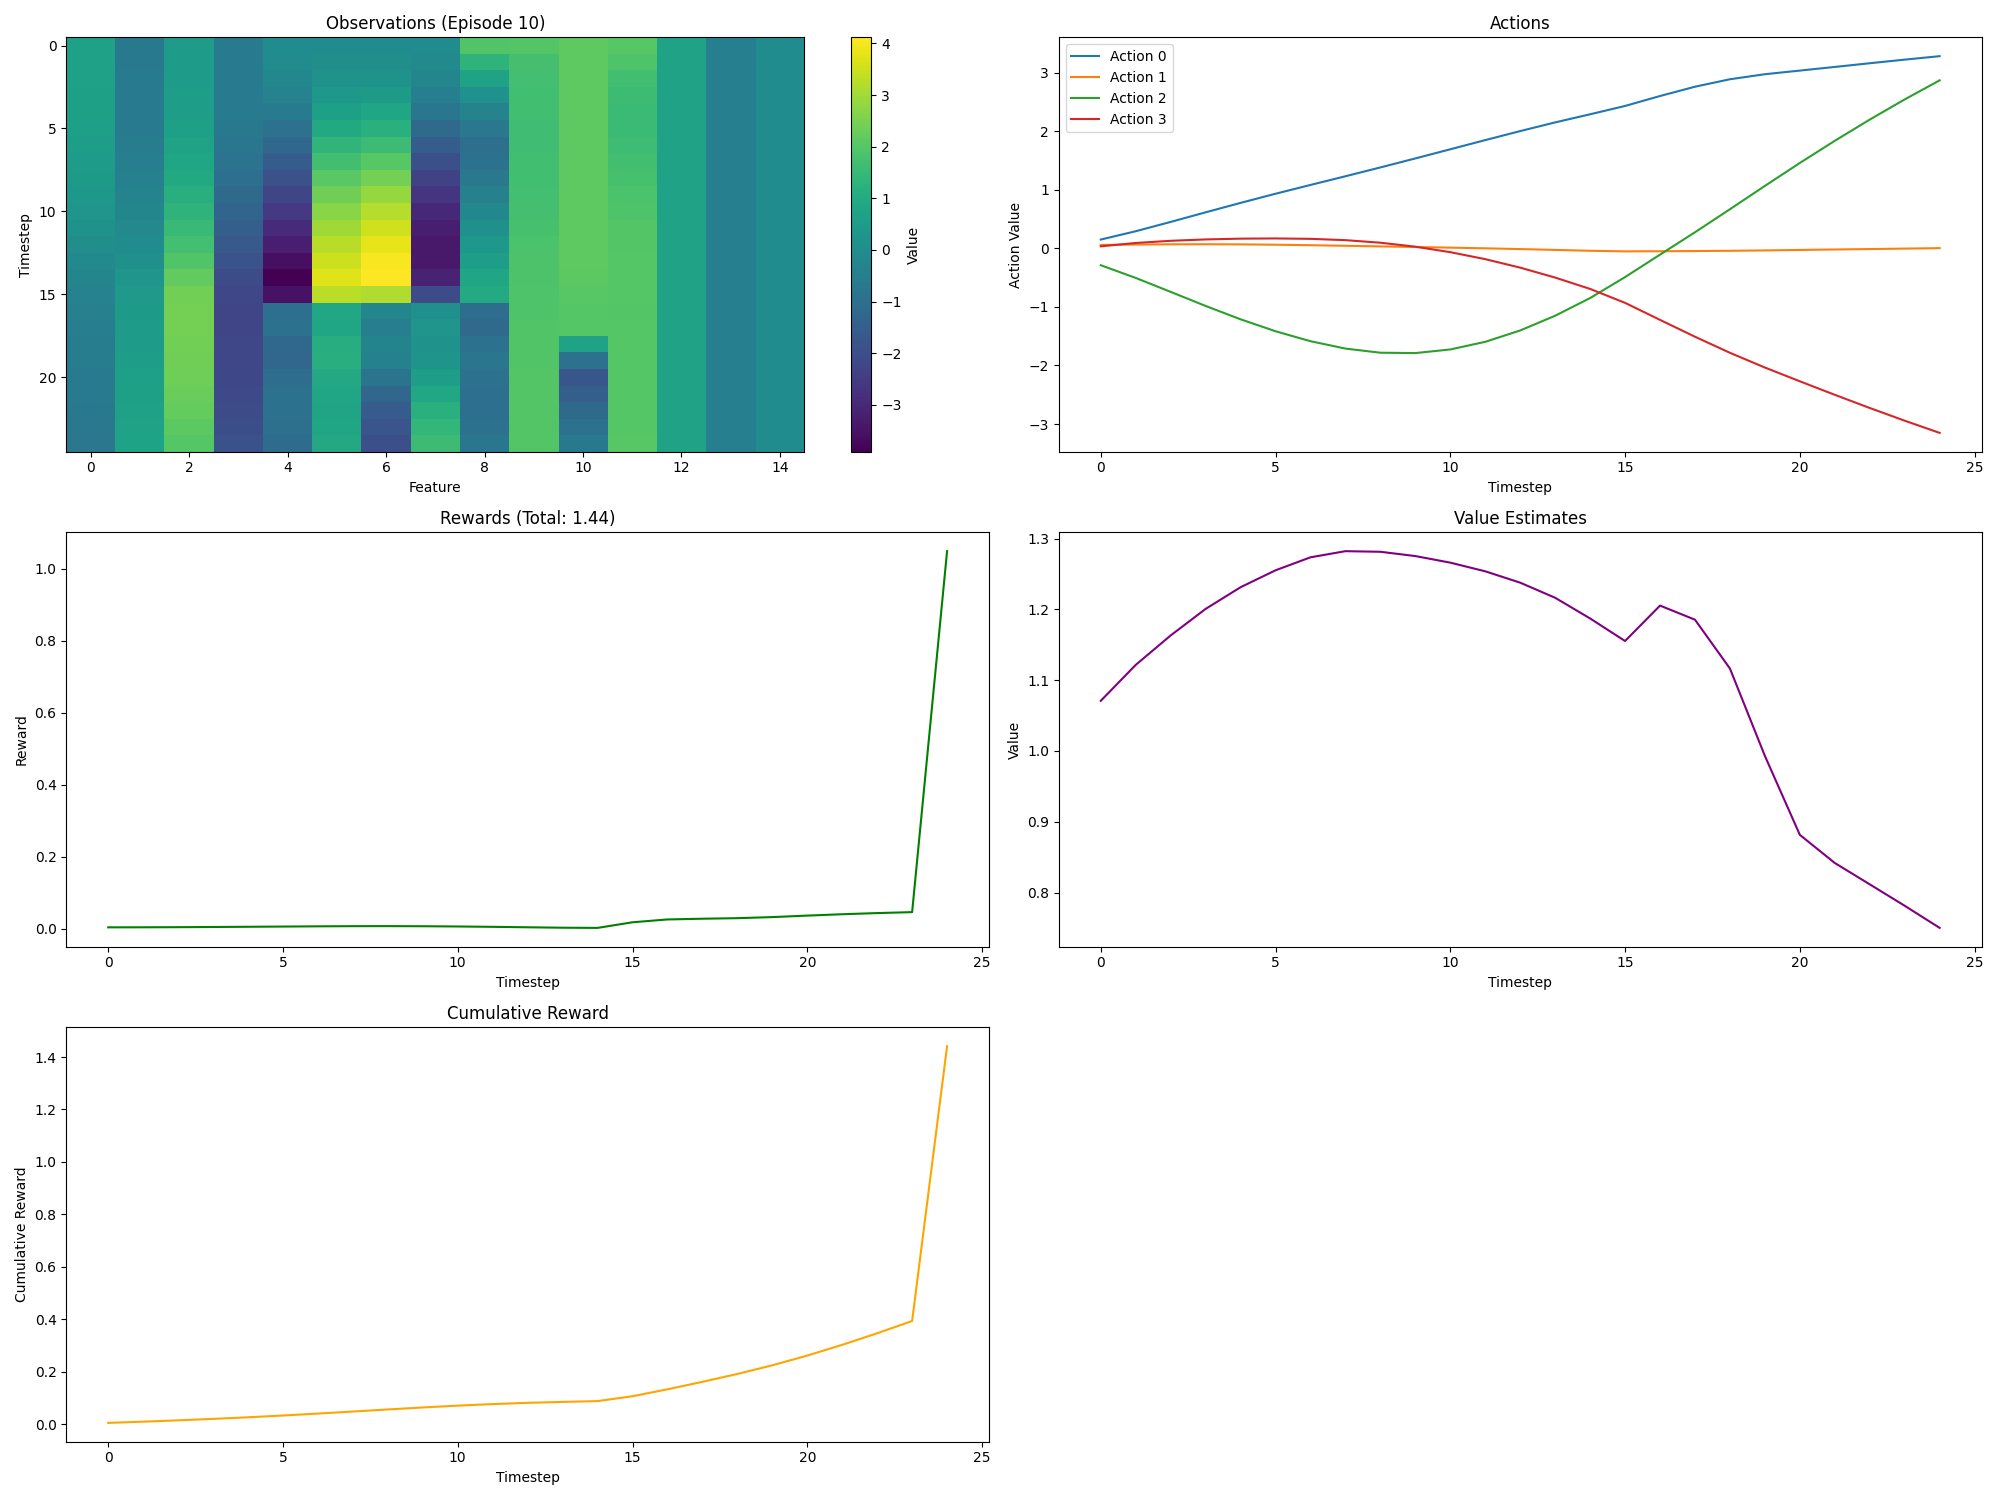 Observations (Episode 10)
0
5
10
15
20
Timestep
0 2 4 6 8 10 12 14
Feature
4
3
2
1
0
−1
−2
−3
Value
Actions
Action 0
Action 1
Action 2
Action 3
3
2
1
0
−1
−2
−3
Action Value
0 5 10 15 20 25
Timestep
Rewards (Total: 1.44)
1.0
0.8
0.6
0.4
0.2
0.0
Reward
0 5 10 15 20 25
Timestep
Value Estimates
1.3
1.2
1.1
1.0
0.9
0.8
Value
0 5 10 15 20 25
Timestep
Cumulative Reward
1.4
1.2
1.0
0.8
0.6
0.4
0.2
0.0
Cumulative Reward
0 5 10 15 20 25
Timestep